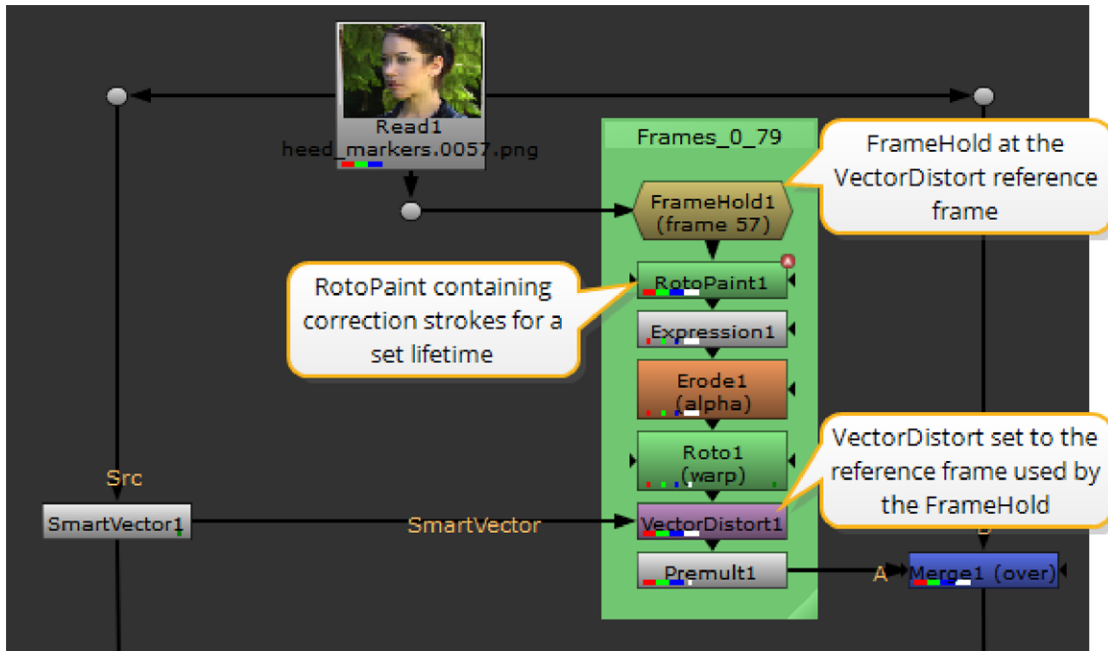 Read1
heed_markers.0057.png
Frames_0_79
FrameHold at the
VectorDistort reference
frame
FrameHold1
(frame 57)
RotoPaint containing
correction strokes for a
set lifetime
A
RotoPaint1
Expression1
Erode1
(alpha)
Roto1
(warp)
VectorDistort set to the
reference frame used by
the FrameHold
Src
SmartVector1
SmartVector
VectorDistort1
Premult1
A
Merge1 (over)